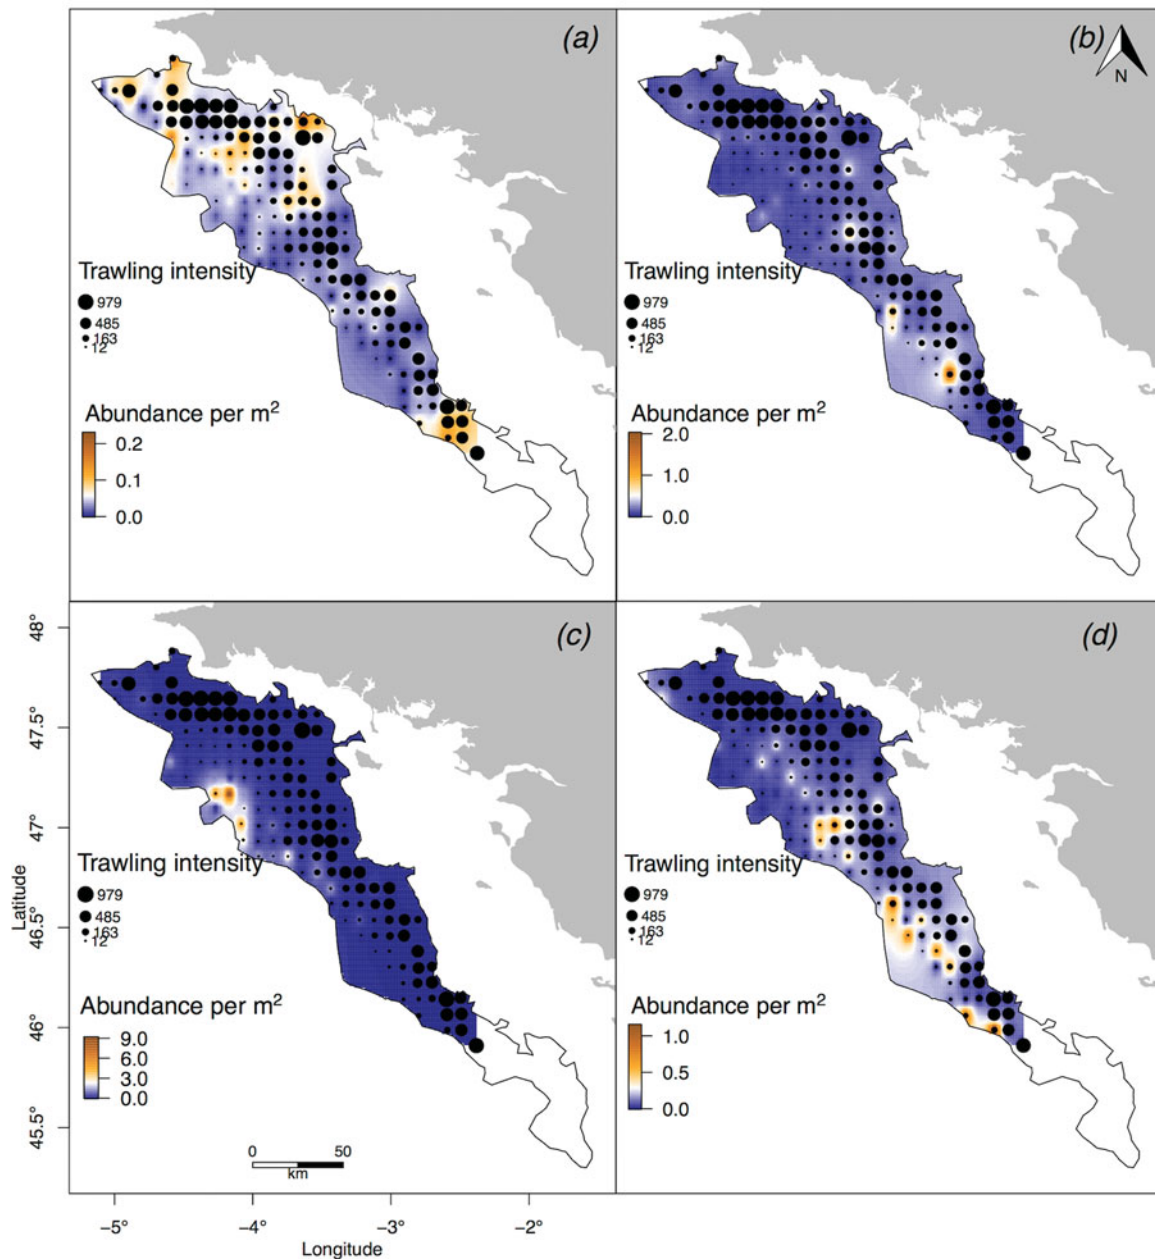 (a)
Trawling intensity
979
485
163
12
Abundance per m2
0.2
0.1
0.0
(b)
N
Trawling intensity
979
485
163
12
Abundance per m2
2.0
1.0
0.0
(c)
48°
47.5°
47°
46.5°
46°
45.5°
Latitude
Trawling intensity
979
485
163
12
Abundance per m2
9.0
6.0
3.0
0.0
0 50
km
−5° −4° −3° −2°
Longitude
(d)
Trawling intensity
979
485
163
12
Abundance per m2
1.0
0.5
0.0